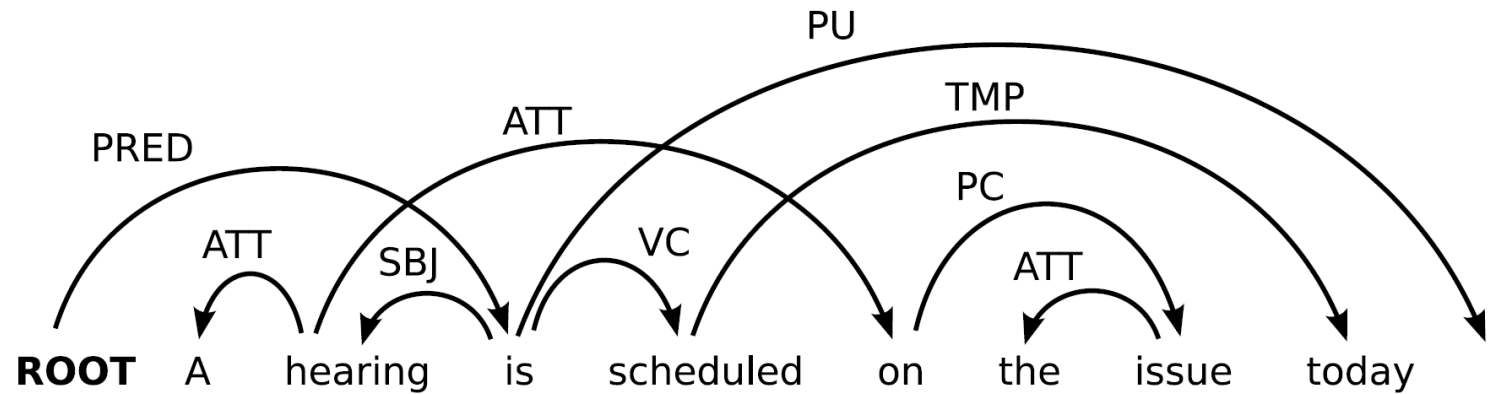 PU
TMP
ATT
PRED
PC
ATT
SBJ
VC
ATT
ROOT A hearing is scheduled on the issue today